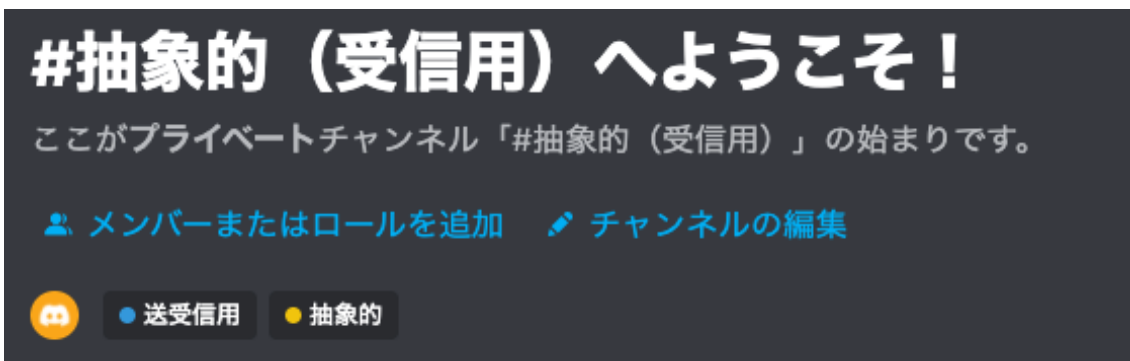 #抽象的（受信用）へようこそ！
ここがプライベートチャンネル「#抽象的（受信用）」の始まりです。
メンバーまたはロールを追加 チャンネルの編集
送受信用 抽象的